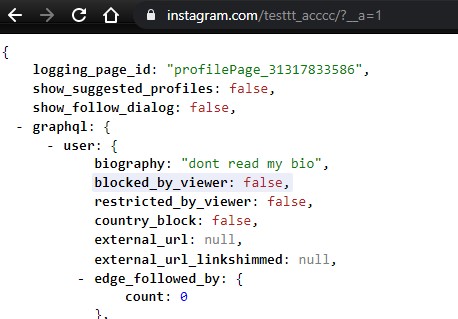 instagram.com/testtt_acccc/?__a=1
{
logging_page_id: "profilePage_31317833586",
show_suggested_profiles: false,
show_follow_dialog: false,
- graphql: {
- user: {
biography: "dont read my bio",
blocked_by_viewer: false,
restricted_by_viewer: false,
country_block: false,
external_url: null,
external_url_linkshimmed: null,
- edge_followed_by: {
count: 0
},